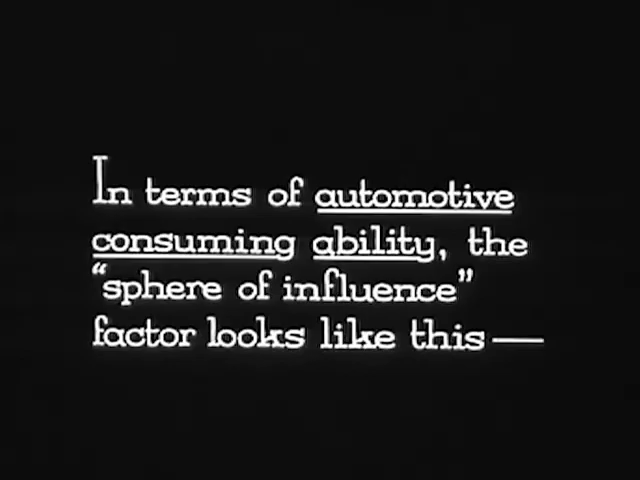 In terms of automotive
consuming ability, the
“sphere of influence”
factor looks like this —